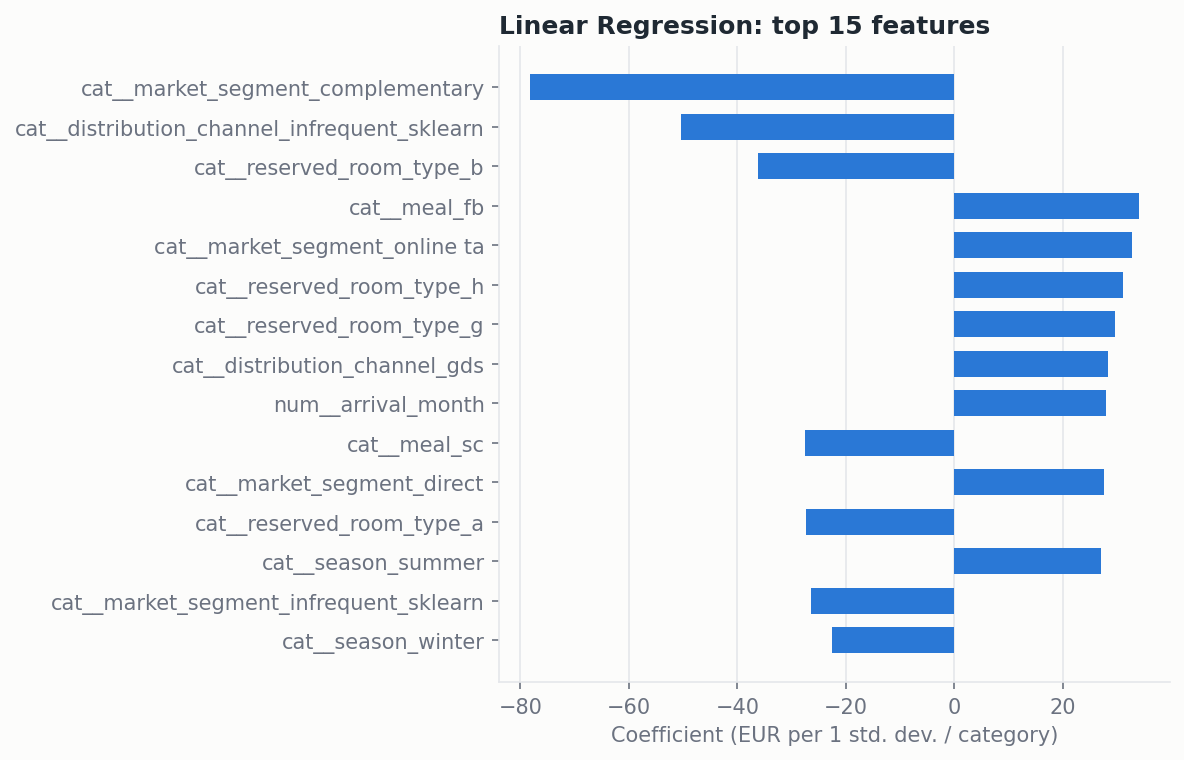 Linear Regression: top 15 features
cat__market_segment_complementary
cat__distribution_channel_infrequent_sklearn
cat__reserved_room_type_b
cat__meal_fb
cat__market_segment_online ta
cat__reserved_room_type_h
cat__reserved_room_type_g
cat__distribution_channel_gds
num__arrival_month
cat__meal_sc
cat__market_segment_direct
cat__reserved_room_type_a
cat__season_summer
cat__market_segment_infrequent_sklearn
cat__season_winter
−80 −60 −40 −20 0 20
Coefficient (EUR per 1 std. dev. / category)